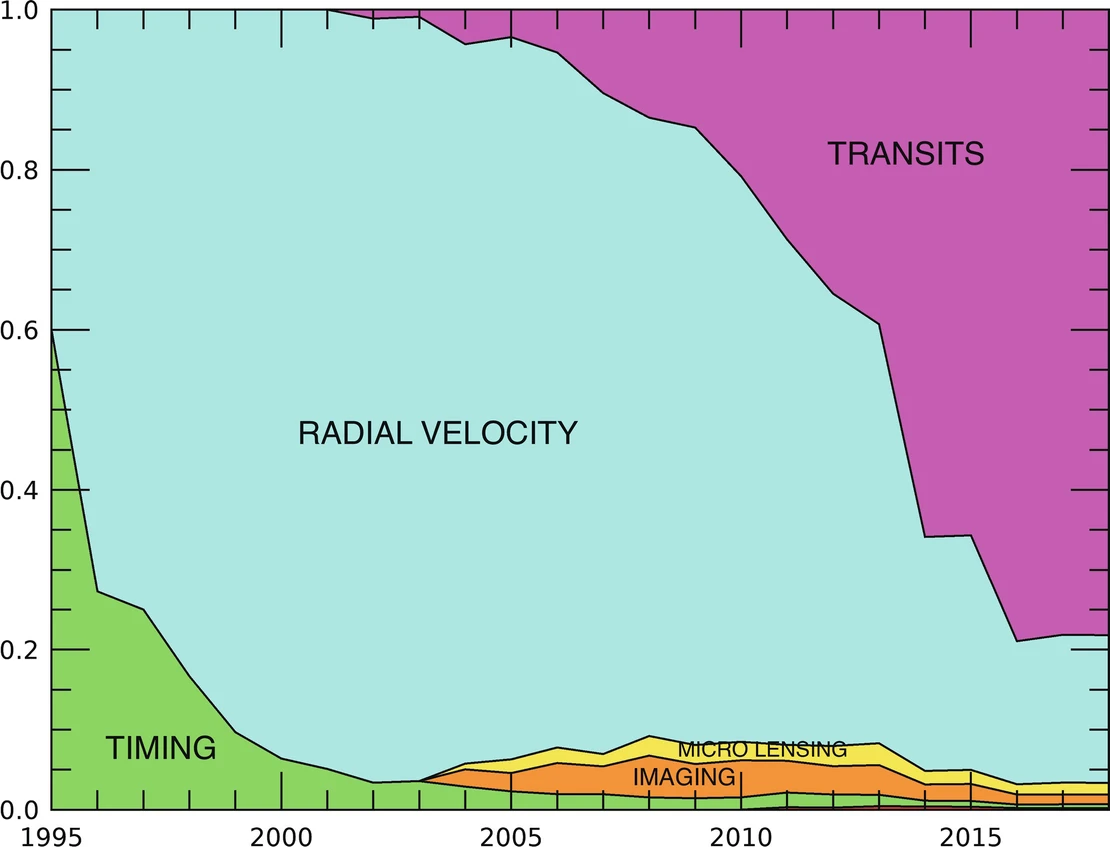 1.0
TRANSITS
0.8
0.6
RADIAL VELOCITY
0.4
0.2
TIMING
MICRO LENSING
IMAGING
0.0
1995 2000 2005 2010 2015